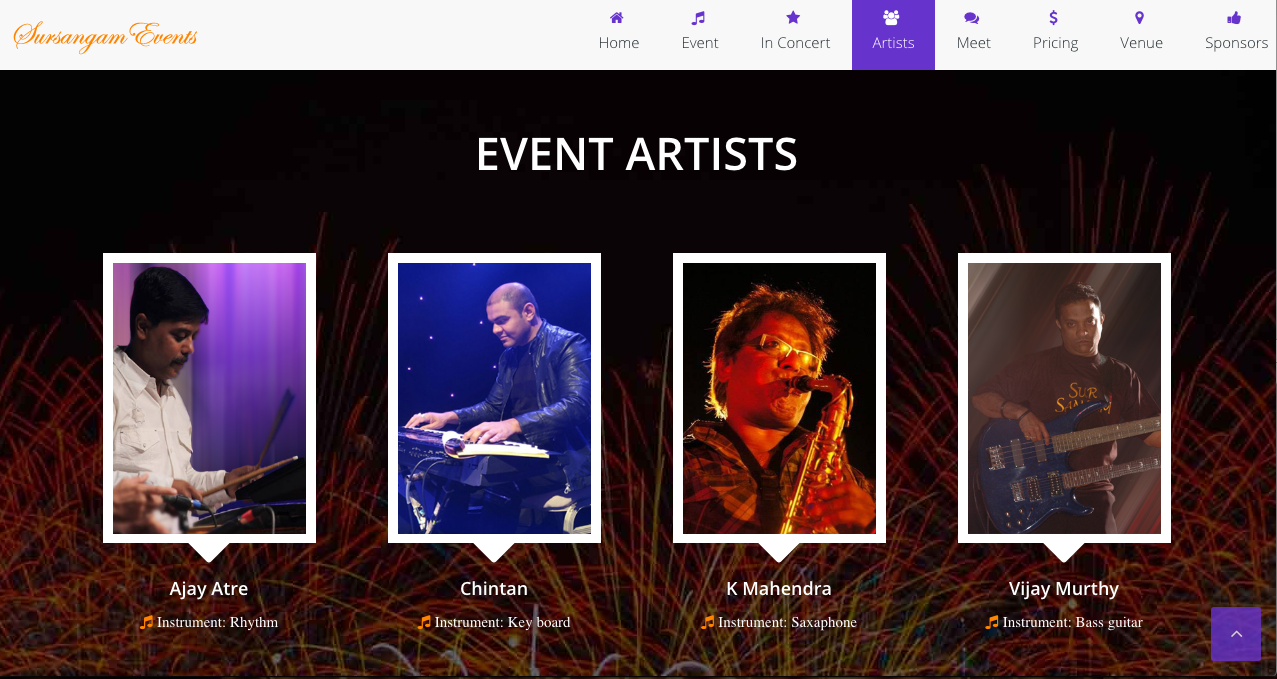 Sursangam Events
Home Event In Concert Artists Meet Pricing Venue Sponsors
EVENT ARTISTS
SUR
Ajay Atre
Instrument: Rhythm
Chintan
Instrument: Key board
K Mahendra
Instrument: Saxaphone
Vijay Murthy
Instrument: Bass guitar